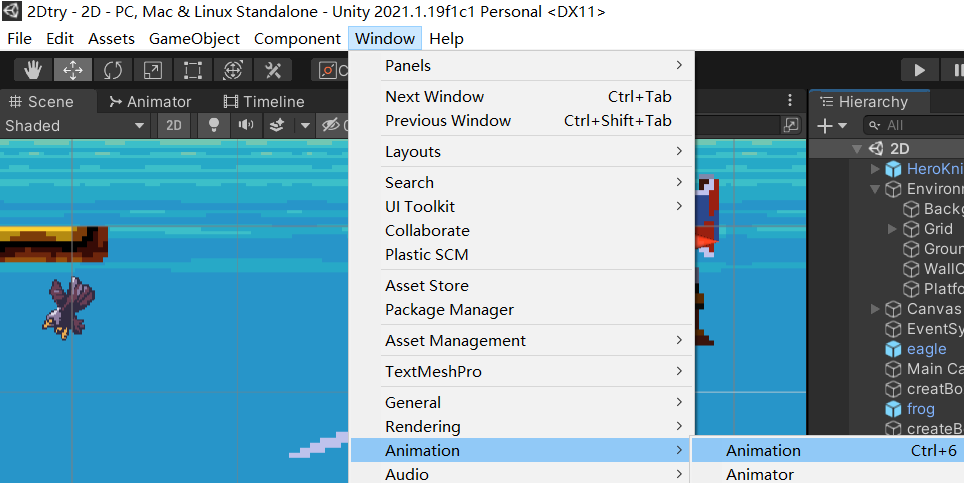 2Dtry - 2D - PC, Mac & Linux Standalone - Unity 2021.1.19f1c1 Personal <DX11>
File Edit Assets GameObject Component Window Help
Scene Animator Timeline
Shaded 2D
Panels
Next Window Ctrl+Tab
Previous Window Ctrl+Shift+Tab
Layouts
Search
UI Toolkit
Collaborate
Plastic SCM
Asset Store
Package Manager
Asset Management
TextMeshPro
General
Rendering
Animation
Audio
Animation Ctrl+6
Animator
Hierarchy
All
2D
HeroKni
Environ
Backg
Grid
Groun
WallC
Platfo
Canvas
EventSy
eagle
Main Ca
creatBo
frog
createB